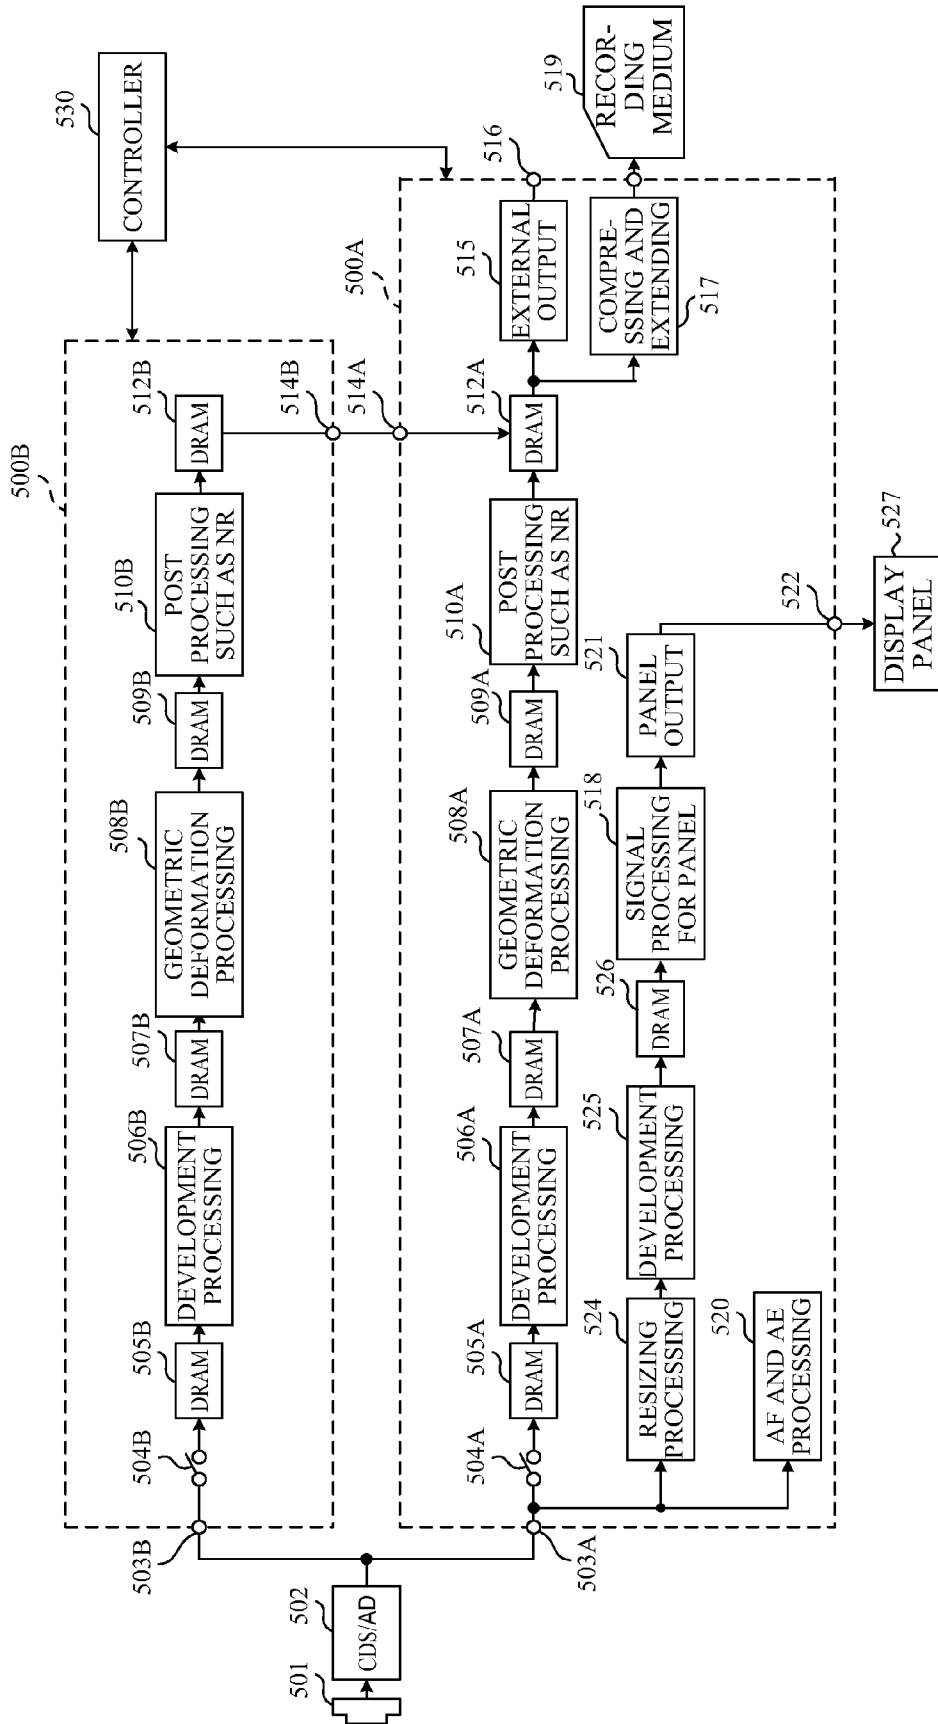 530
CONTROLLER
500B
512B
DRAM
514B
510B
POST
PROCESSING
SUCH AS NR
509B
DRAM
508B
GEOMETRIC
DEFORMATION
PROCESSING
507B
DRAM
506B
DEVELOPMENT
PROCESSING
505B
DRAM
504B
503B
501
502
CDS/AD
500A
514A
512A
DRAM
510A
POST
PROCESSING
SUCH AS NR
509A
DRAM
508A
GEOMETRIC
DEFORMATION
PROCESSING
507A
DRAM
506A
DEVELOPMENT
PROCESSING
505A
DRAM
504A
503A
515
EXTERNAL
OUTPUT
516
COMPRE-
SSING AND
EXTENDING
517
519
RECOR-
DING
MEDIUM
524
RESIZING
PROCESSING
525
DEVELOPMENT
PROCESSING
526
DRAM
518
SIGNAL
PROCESSING
FOR PANEL
521
PANEL
OUTPUT
522
527
DISPLAY
PANEL
520
AF AND AE
PROCESSING